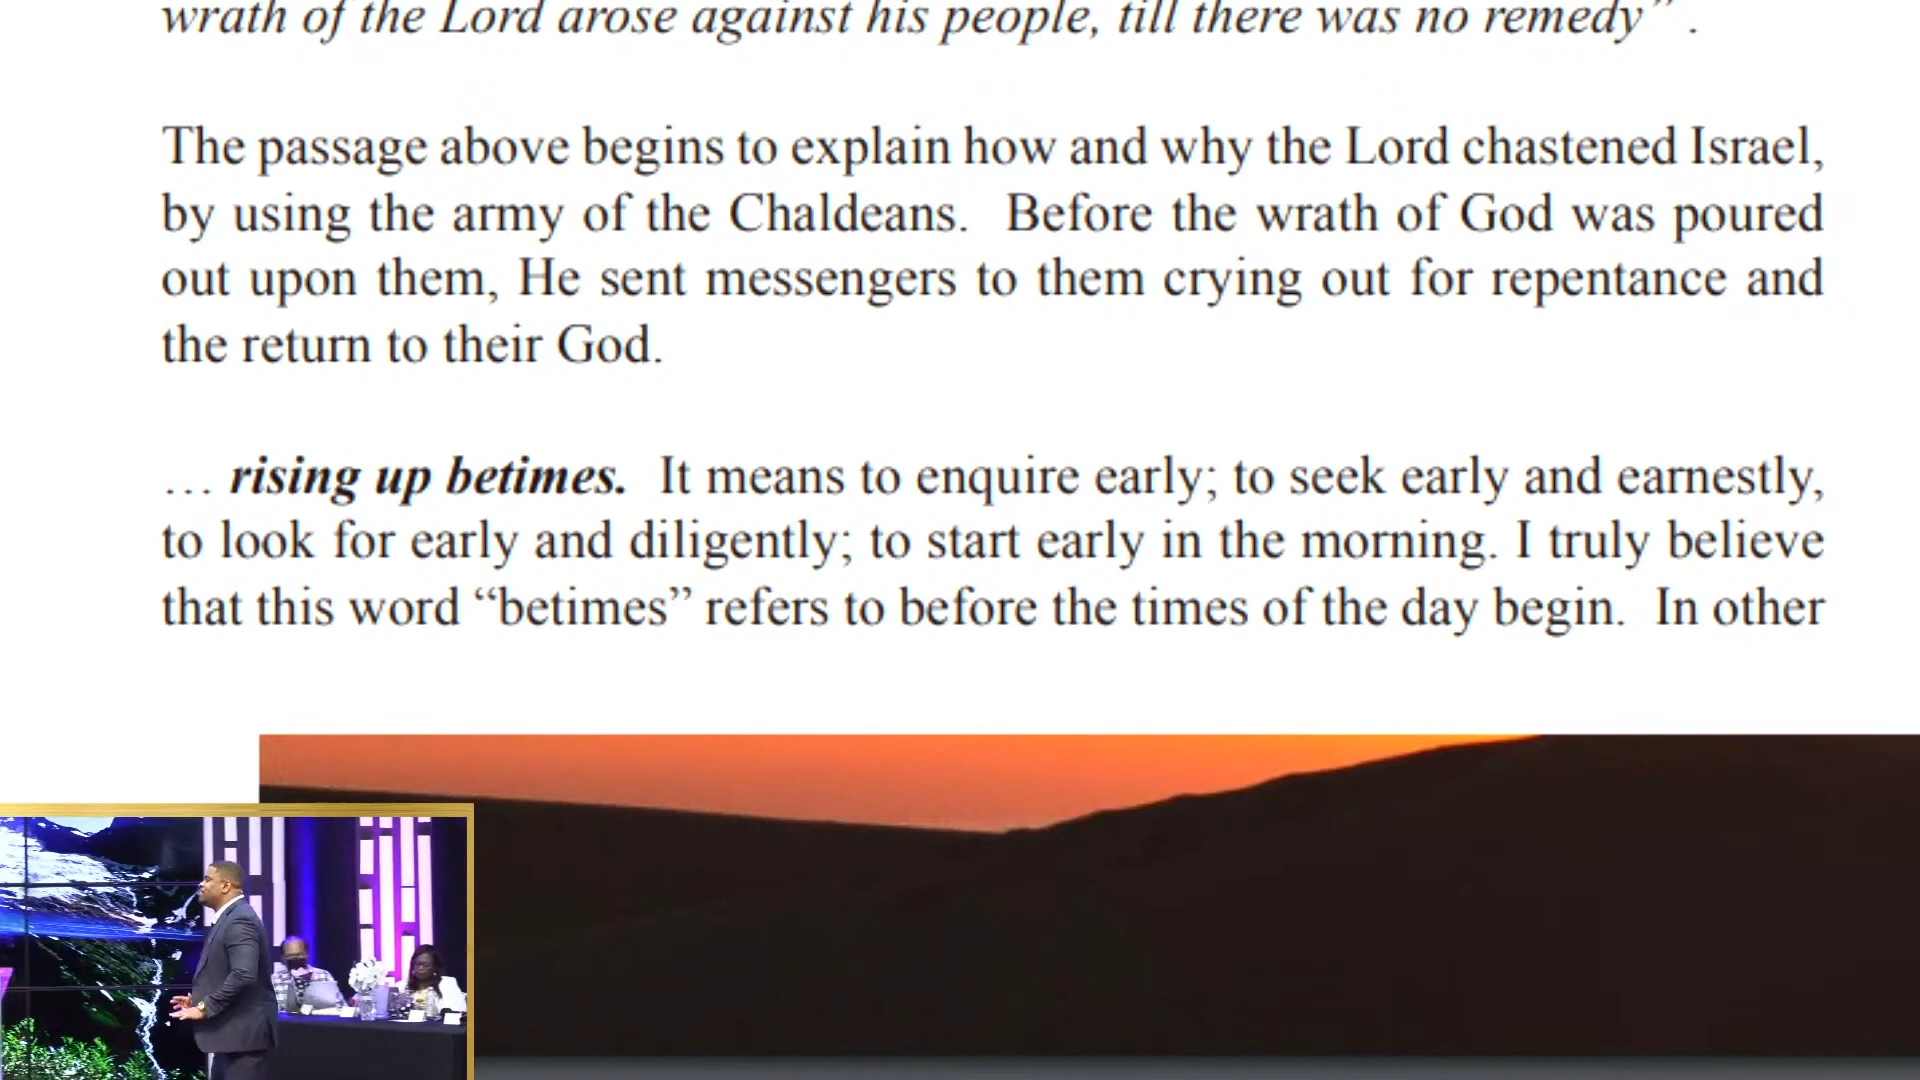 wrath of the Lord arose against his people, till there was no remedy” .
The passage above begins to explain how and why the Lord chastened Israel,
by using the army of the Chaldeans. Before the wrath of God was poured
out upon them, He sent messengers to them crying out for repentance and
the return to their God.
… rising up betimes. It means to enquire early; to seek early and earnestly,
to look for early and diligently; to start early in the morning. I truly believe
that this word “betimes” refers to before the times of the day begin. In other